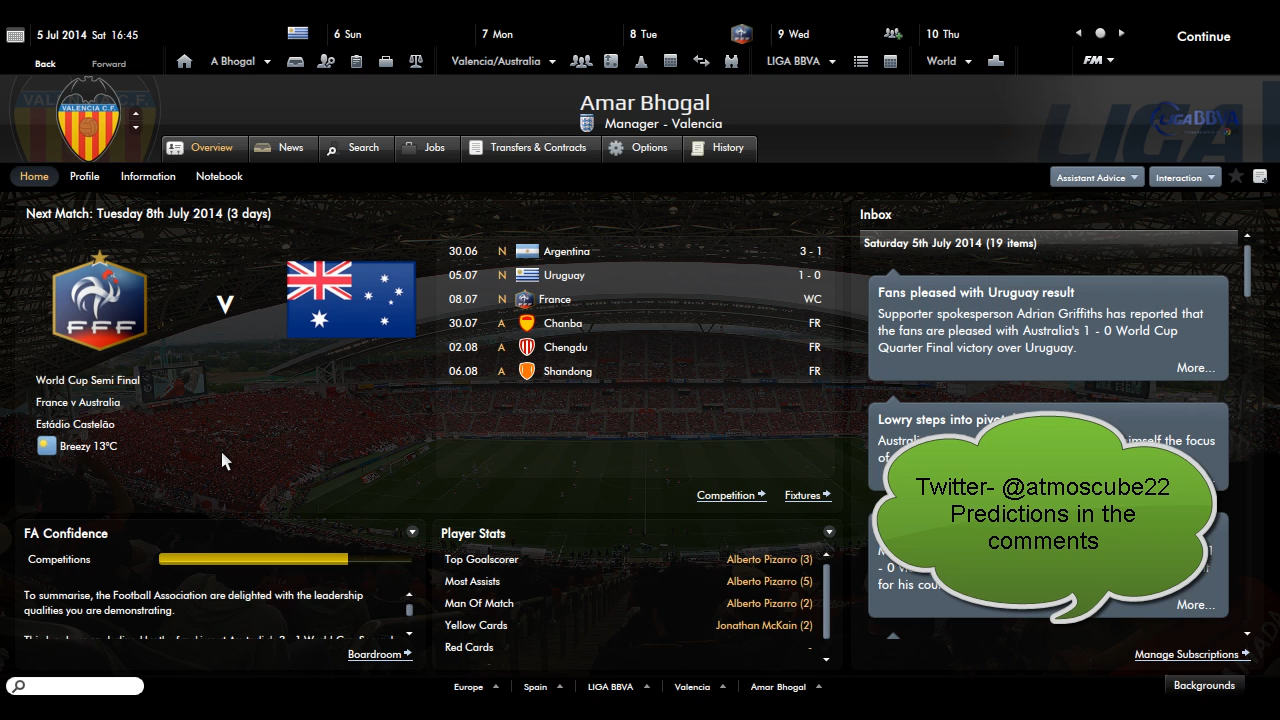 5 Jul 2014 Sat 16:45
6 Sun
7 Mon
8 Tue
9 Wed
10 Thu
Continue
Back
Forward
A Bhogal
Valencia/Australia
LIGA BBVA
World
FM
VALENCIA C.F.
Amar Bhogal
Manager - Valencia
LIGA BBVA
Overview
News
Search
Jobs
Transfers & Contracts
Options
History
Home
Profile
Information
Notebook
Assistant Advice
Interaction
Next Match: Tuesday 8th July 2014 (3 days)
FFF
v
World Cup Semi Final
France v Australia
Estádio Castelão
Breezy 13°C
30.06 N Argentina 3 - 1
05.07 N Uruguay 1 - 0
08.07 N France WC
30.07 A Chanba FR
02.08 A Chengdu FR
06.08 A Shandong FR
Competition
Fixtures
Inbox
Saturday 5th July 2014 (19 items)
Fans pleased with Uruguay result
Supporter spokesperson Adrian Griffiths has reported that
the fans are pleased with Australia's 1 - 0 World Cup
Quarter Final victory over Uruguay.
More...
Lowry steps into
the focus
of
Twitter- @atmoscube22
Predictions in the
comments
- 0
for his
More...
Manage Subscriptions
FA Confidence
Competitions
To summarise, the Football Association are delighted with the leadership
qualities you are demonstrating.
Boardroom
Player Stats
Top Goalscorer Alberto Pizarro (3)
Most Assists Alberto Pizarro (5)
Man Of Match Alberto Pizarro (2)
Yellow Cards Jonathan McKain (2)
Red Cards -
Europe
Spain
LIGA BBVA
Valencia
Amar Bhogal
Backgrounds